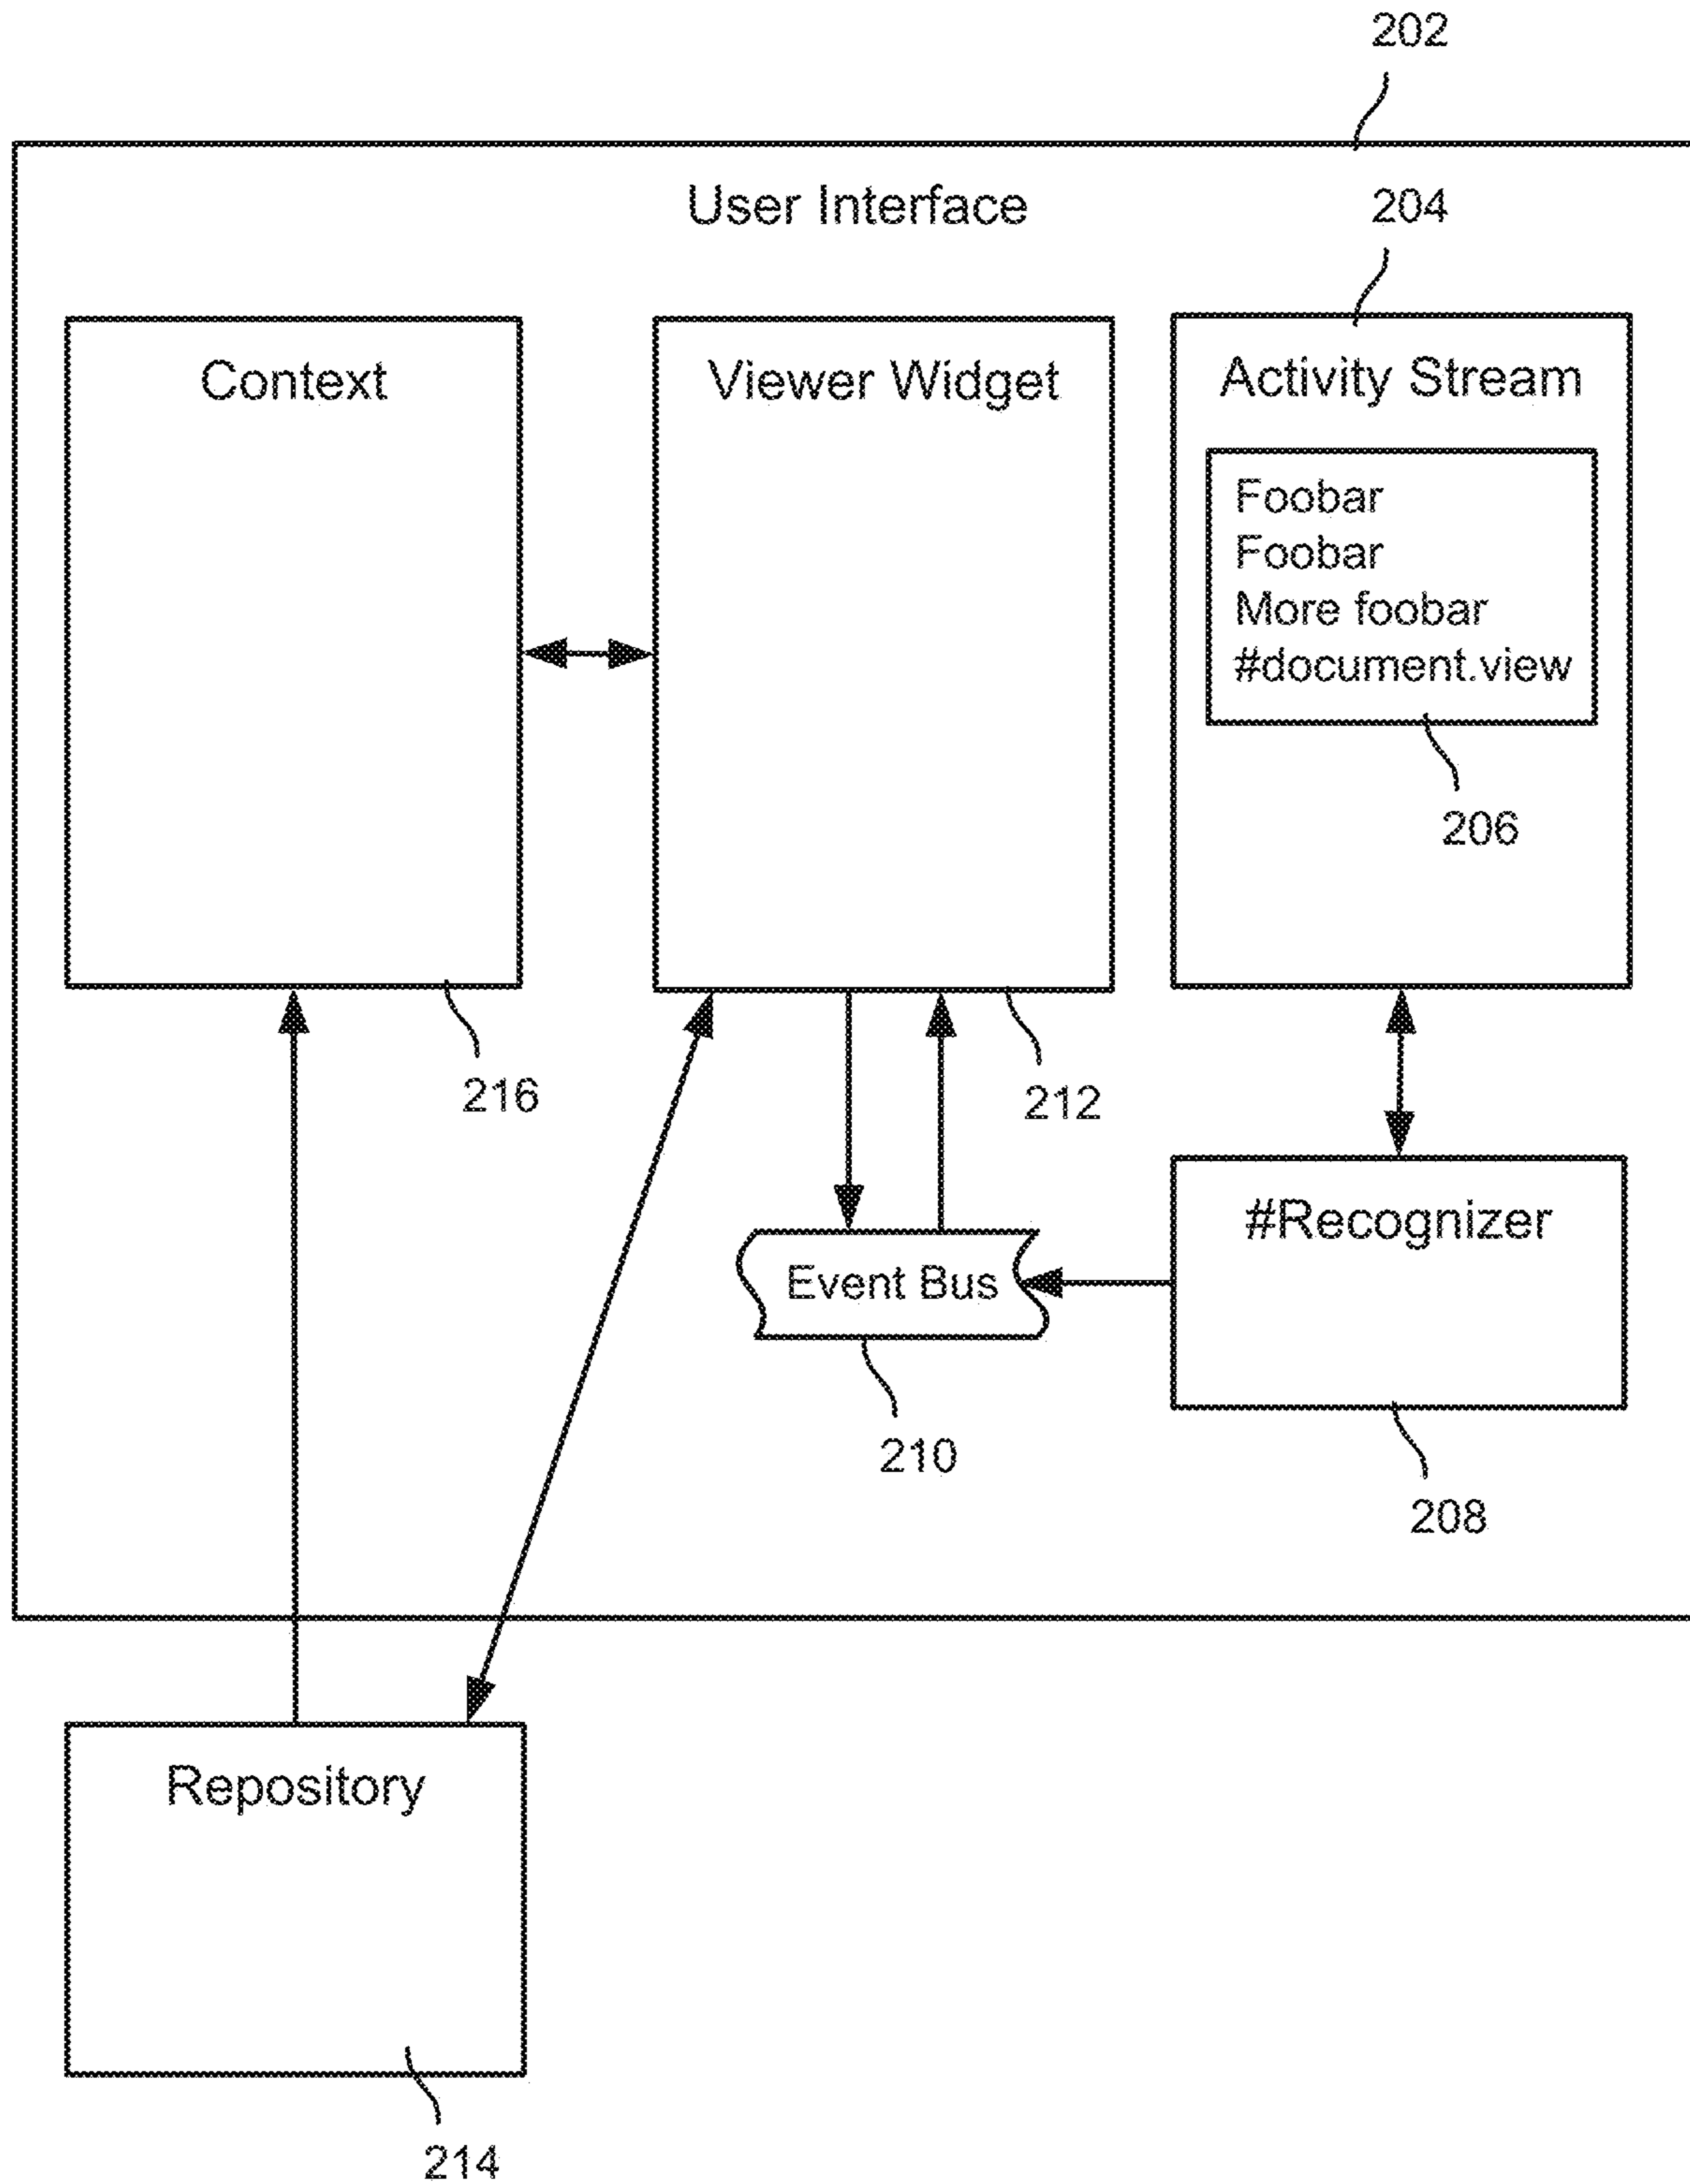 202
User Interface
204
Context
Viewer Widget
Activity Stream
Foobar
Foobar
More foobar
#document.view
206
216
212
#Recognizer
Event Bus
210
208
Repository
214